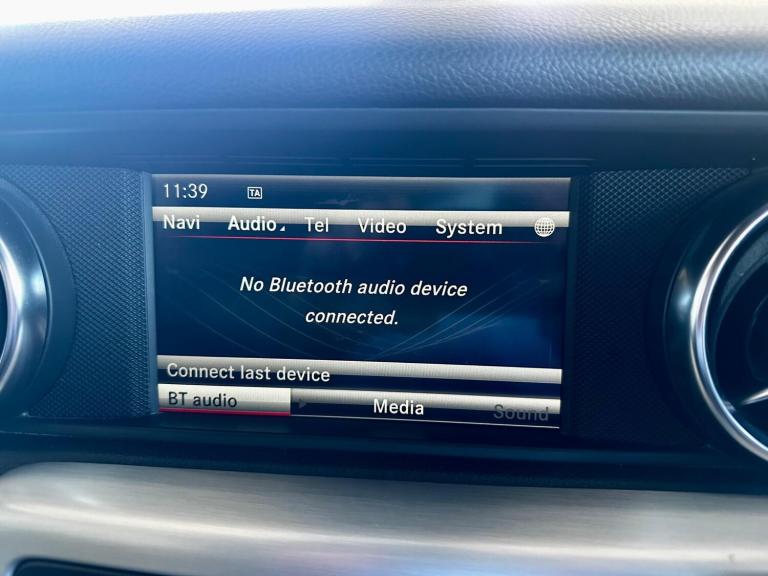 11:39 TA
Navi Audio Tel Video System
No Bluetooth audio device
connected.
Connect last device
BT audio Media Sound